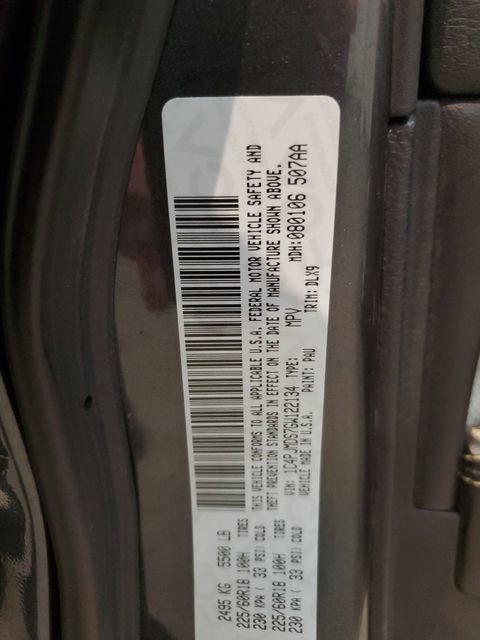 2495 KG 5500 LB
225/60R18 100H TIRES
230 KPA ( 33 PSI) COLD
225/60R18 100H TIRES
230 KPA ( 33 PSI) COLD
THIS VEHICLE CONFORMS TO ALL APPLICABLE U.S.A. FEDERAL MOTOR VEHICLE SAFETY AND
THEFT PREVENTION STANDARDS IN EFFECT ON THE DATE OF MANUFACTURE SHOWN ABOVE.
VIN: 1C4PJMDS7GW122134 TYPE: MPV MDH:080106 507AA
VEHICLE MADE IN U.S.A. PAINT: PAU TRIM: DLX9